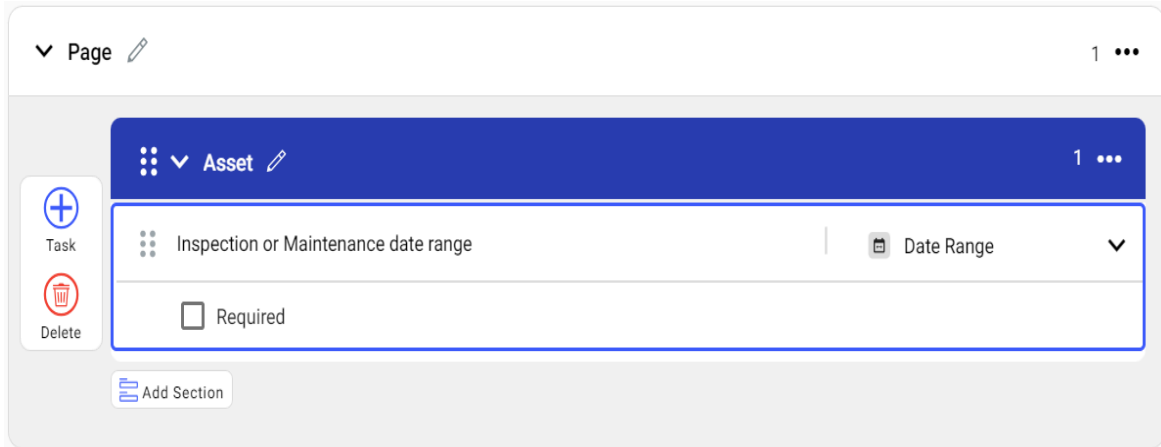 Page 1
Asset 1
Task
Inspection or Maintenance date range Date Range
Delete
Required
Add Section